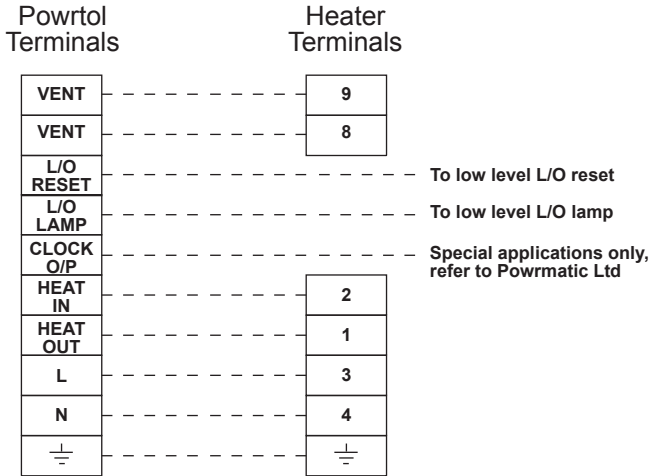 Powrtol
Terminals
Heater
Terminals
VENT
9
VENT
8
L/O
RESET
To low level L/O reset
L/O
LAMP
To low level L/O lamp
CLOCK
O/P
Special applications only,
refer to Powrmatic Ltd
HEAT
IN
2
HEAT
OUT
1
L
3
N
4